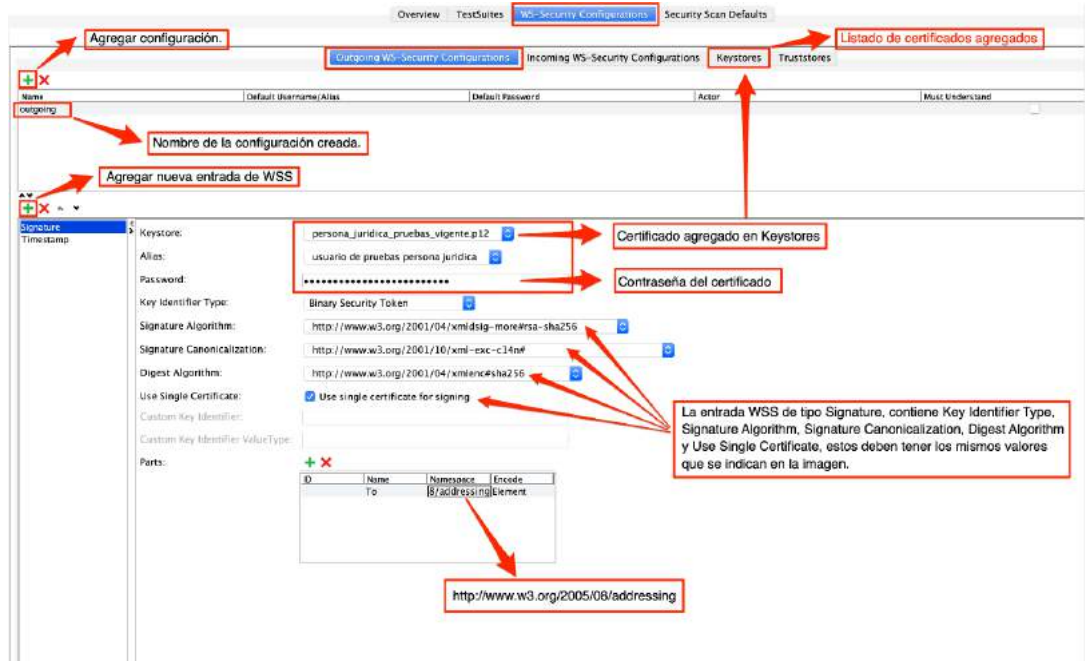 Overview TestSuites WS-Security Configurations Security Scan Defaults
Agregar configuración.
Listado de certificados agregados
Outgoing WS-Security Configurations Incoming WS-Security Configurations Keystores Truststores
Name Default Username/Alias Default Password Actor Must Understand
outgoing
Nombre de la configuración creada.
Agregar nueva entrada de WSS
Signature
Timestamp
Keystore: persona_juridica_pruebas_vigente.p12
Certificado agregado en Keystores
Alias: usuario de pruebas persona juridica
Password: •••••••••••••••••••••••••
Contraseña del certificado
Key Identifier Type: Binary Security Token
Signature Algorithm: http://www.w3.org/2001/04/xmldsig-more#rsa-sha256
Signature Canonicalization: http://www.w3.org/2001/10/xml-exc-c14n#
Digest Algorithm: http://www.w3.org/2001/04/xmlenc#sha256
Use Single Certificate: Use single certificate for signing
Custom Key Identifier:
Custom Key Identifier ValueType:
La entrada WSS de tipo Signature, contiene Key Identifier Type,
Signature Algorithm, Signature Canonicalization, Digest Algorithm
y Use Single Certificate, estos deben tener los mismos valores
que se indican en la imagen.
Parts:
ID Name Namespace Encode
To 8/addressing Element
http://www.w3.org/2005/08/addressing